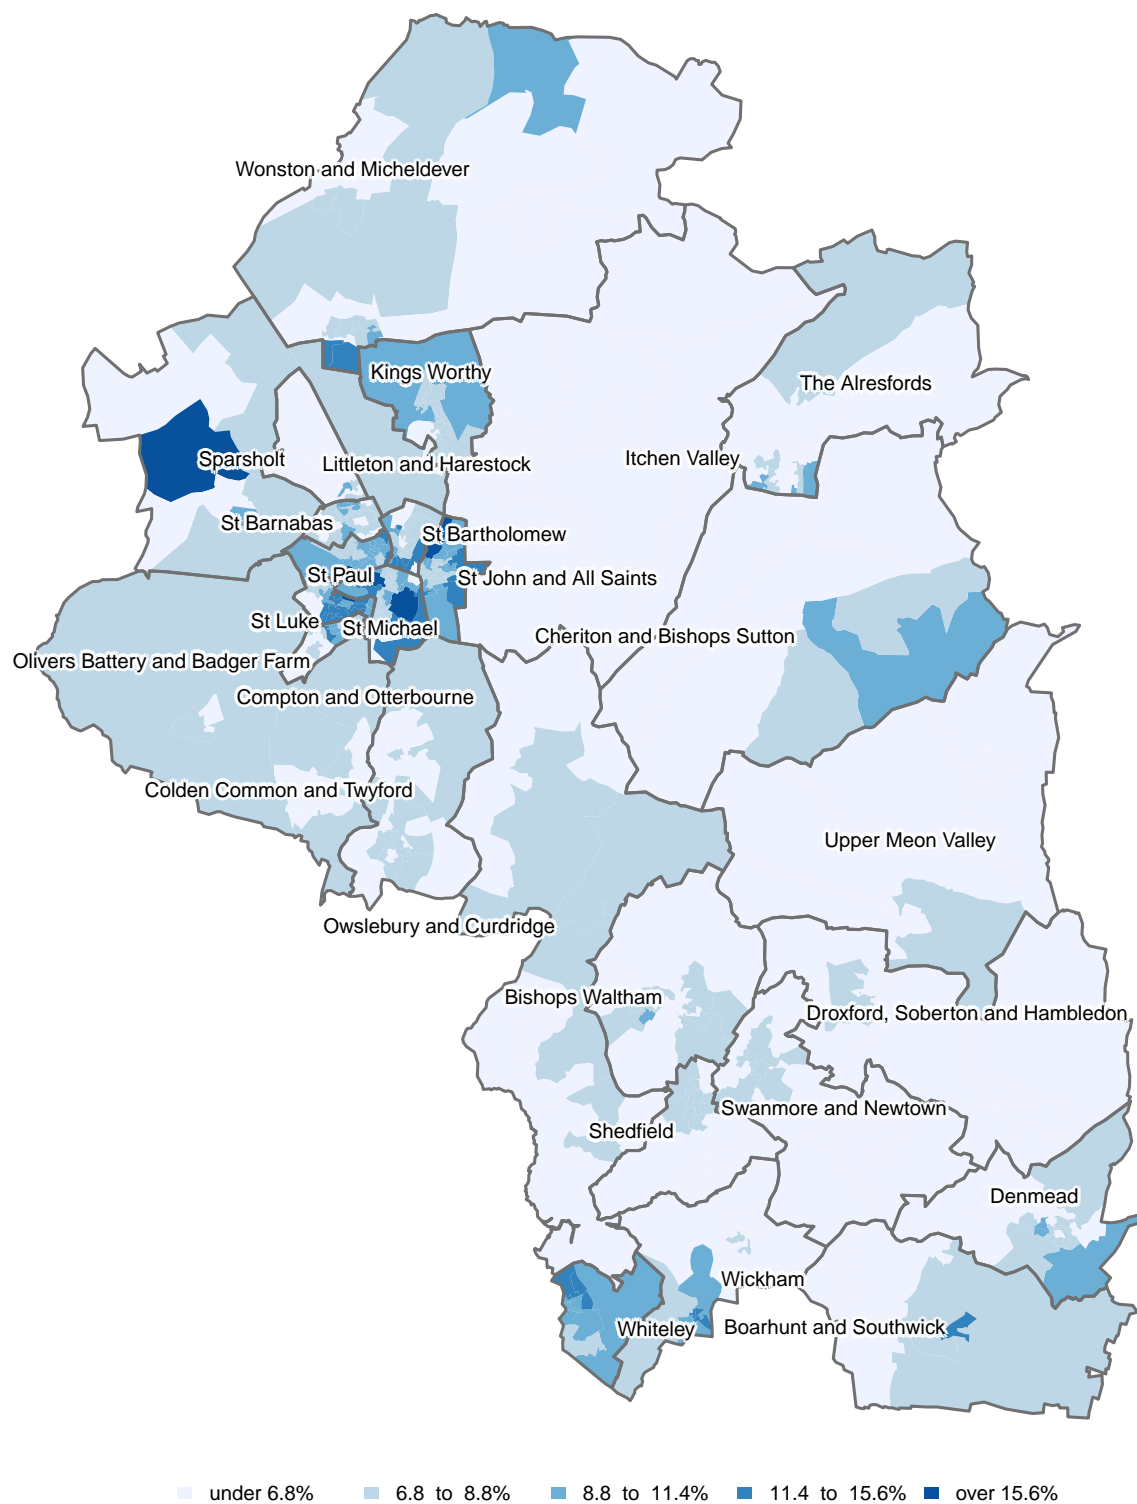 Wonston and Micheldever
Kings Worthy
The Alresfords
Sparsholt
Littleton and Harestock
Itchen Valley
St Barnabas
St Bartholomew
St Paul
St John and All Saints
St Luke
St Michael
Cheriton and Bishops Sutton
Olivers Battery and Badger Farm
Compton and Otterbourne
Colden Common and Twyford
Upper Meon Valley
Owslebury and Curdridge
Bishops Waltham
Droxford, Soberton and Hambledon
Swanmore and Newtown
Shedfield
Denmead
Wickham
Whiteley
Boarhunt and Southwick
under 6.8% 6.8 to 8.8% 8.8 to 11.4% 11.4 to 15.6% over 15.6%